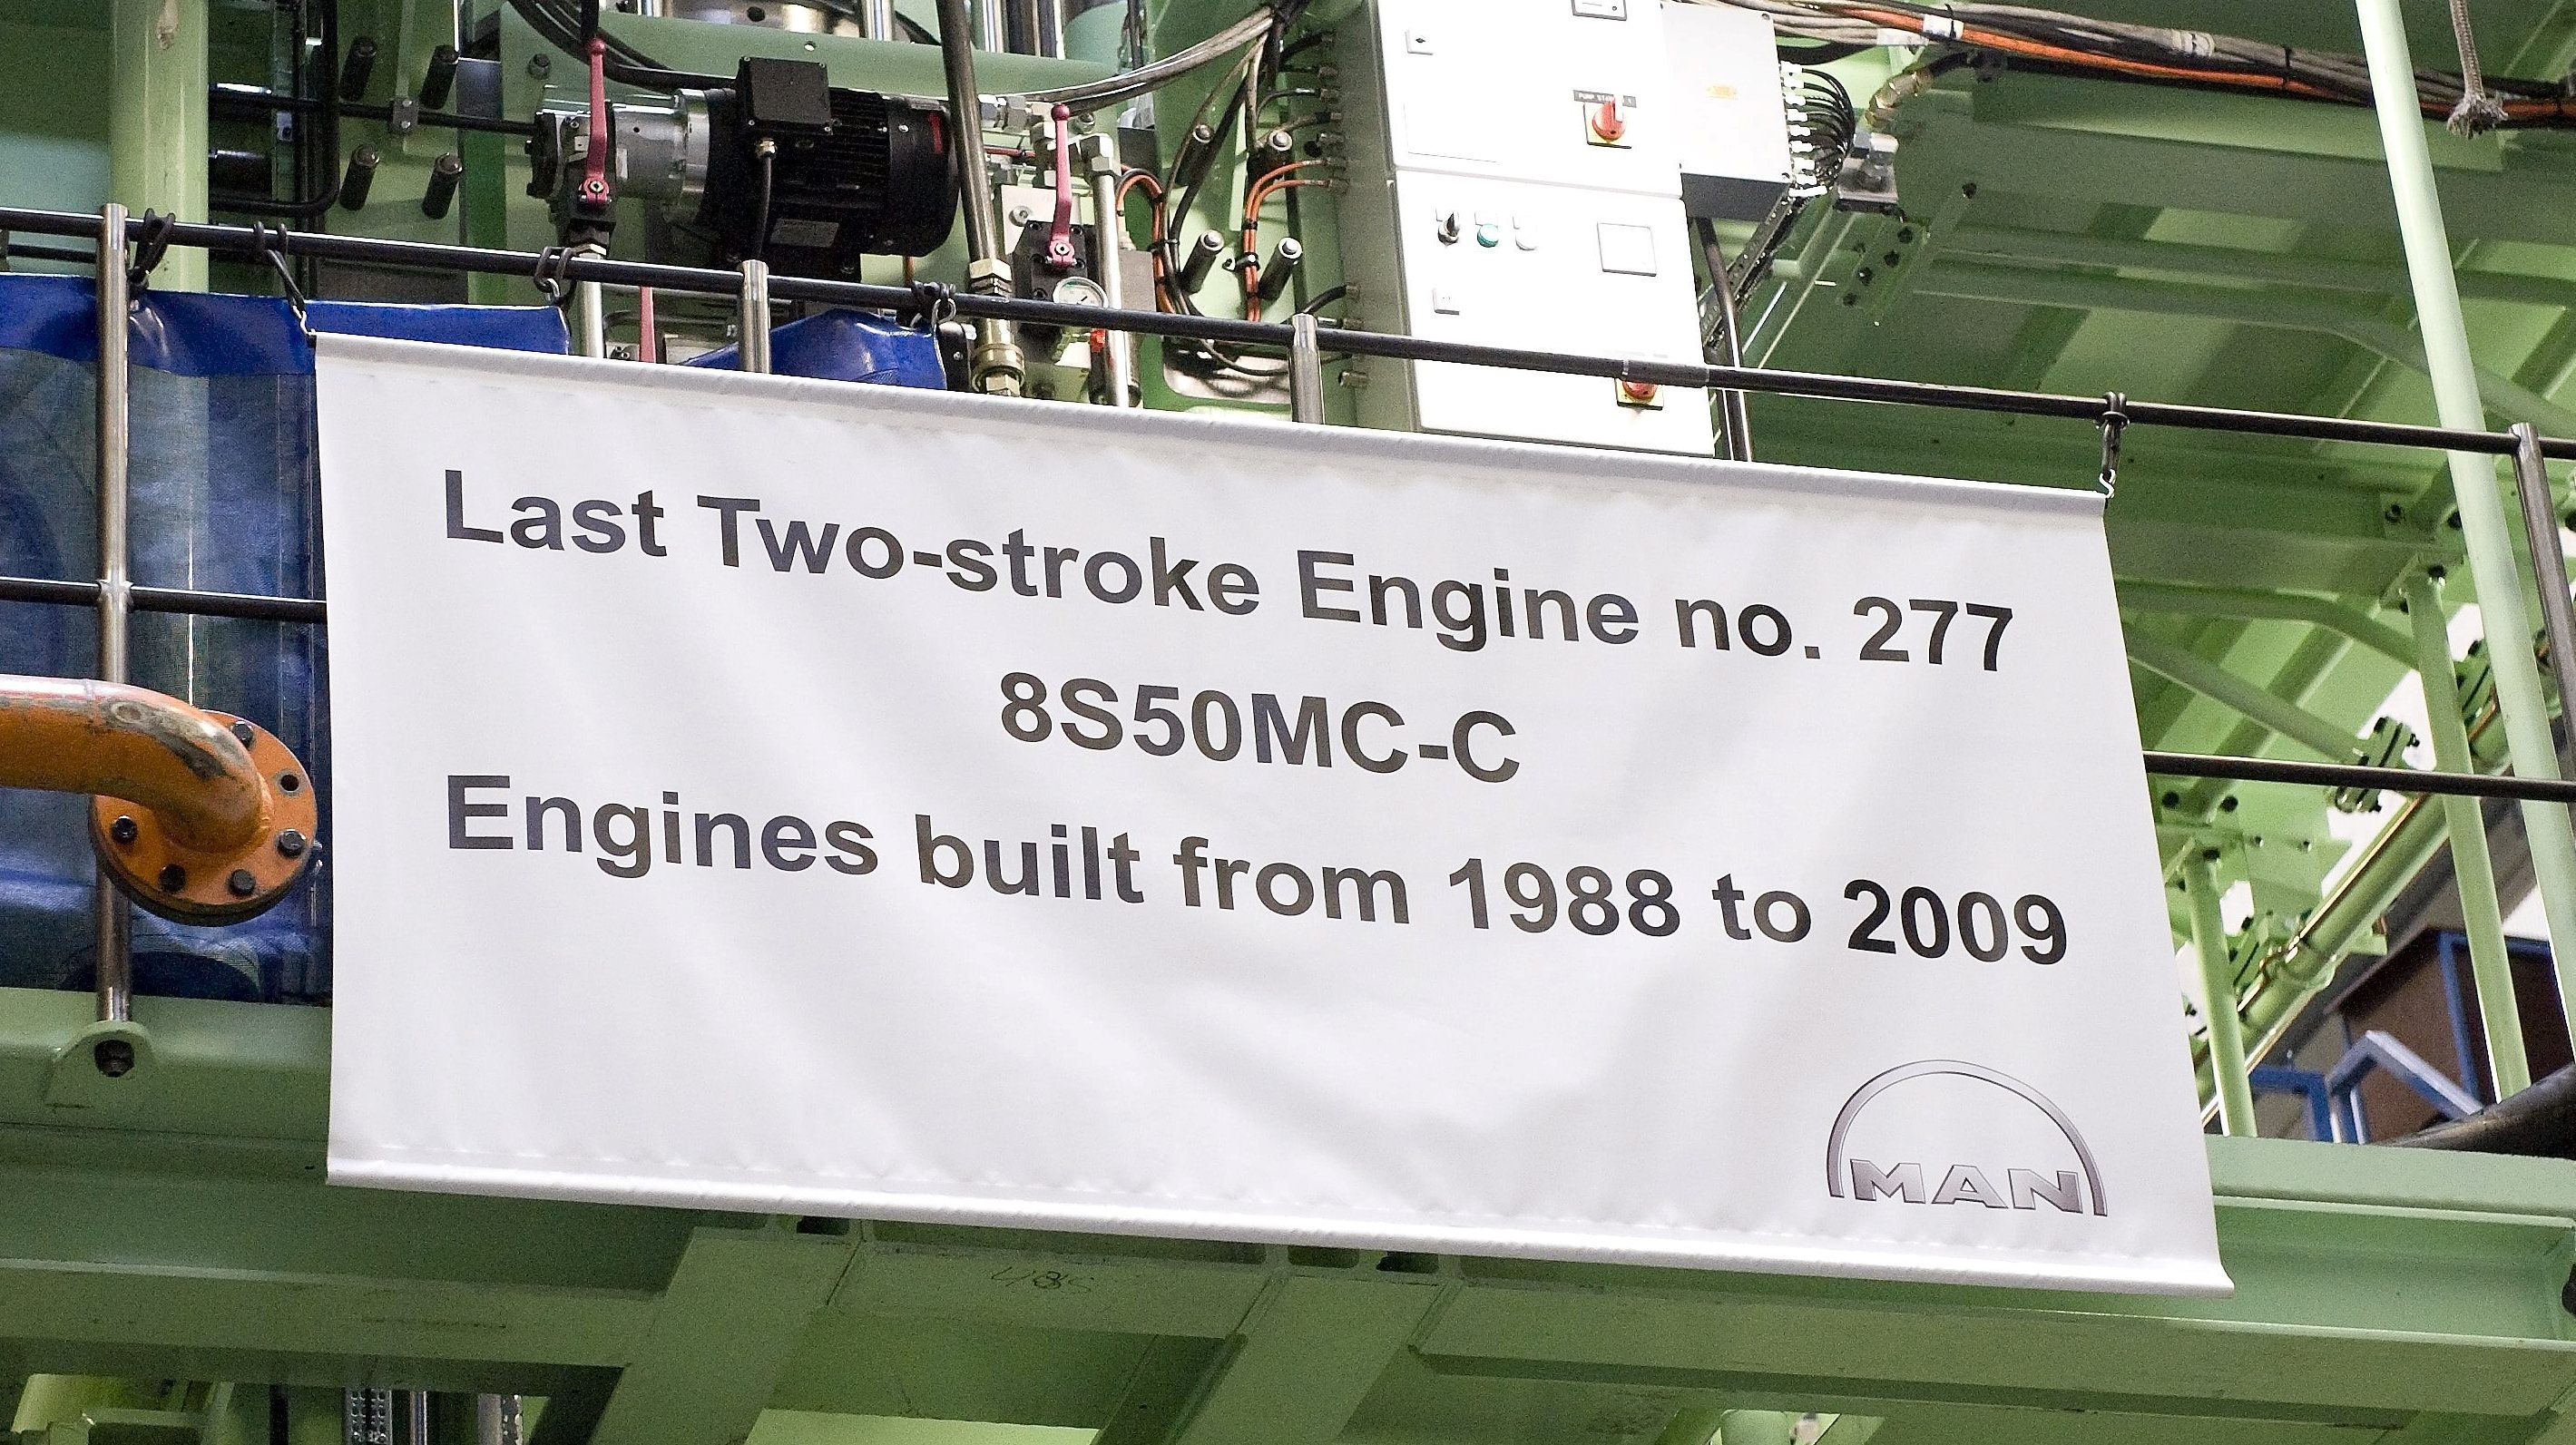 Last Two-stroke Engine no. 277
8S50MC-C
Engines built from 1988 to 2009
MAN